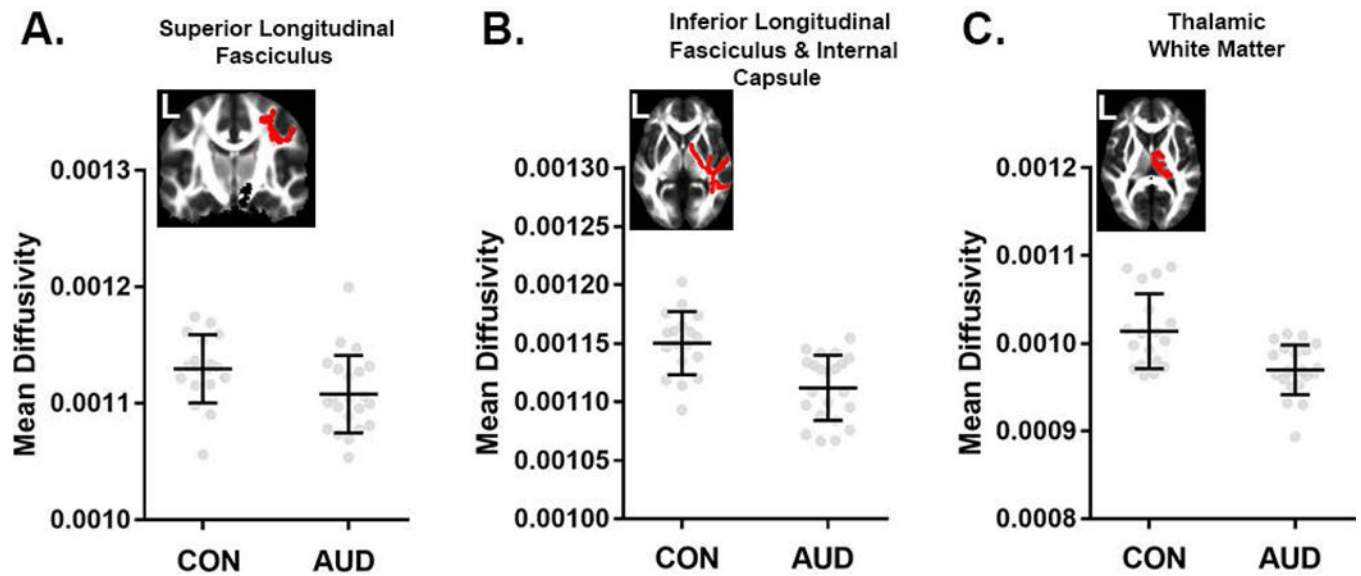 A.
Superior Longitudinal
Fasciculus
L
0.0013
0.0012
0.0011
0.0010
Mean Diffusivity
CON
AUD
B.
Inferior Longitudinal
Fasciculus & Internal
Capsule
L
0.00130
0.00125
0.00120
0.00115
0.00110
0.00105
0.00100
Mean Diffusivity
CON
AUD
C.
Thalamic
White Matter
L
0.0012
0.0011
0.0010
0.0009
0.0008
Mean Diffusivity
CON
AUD